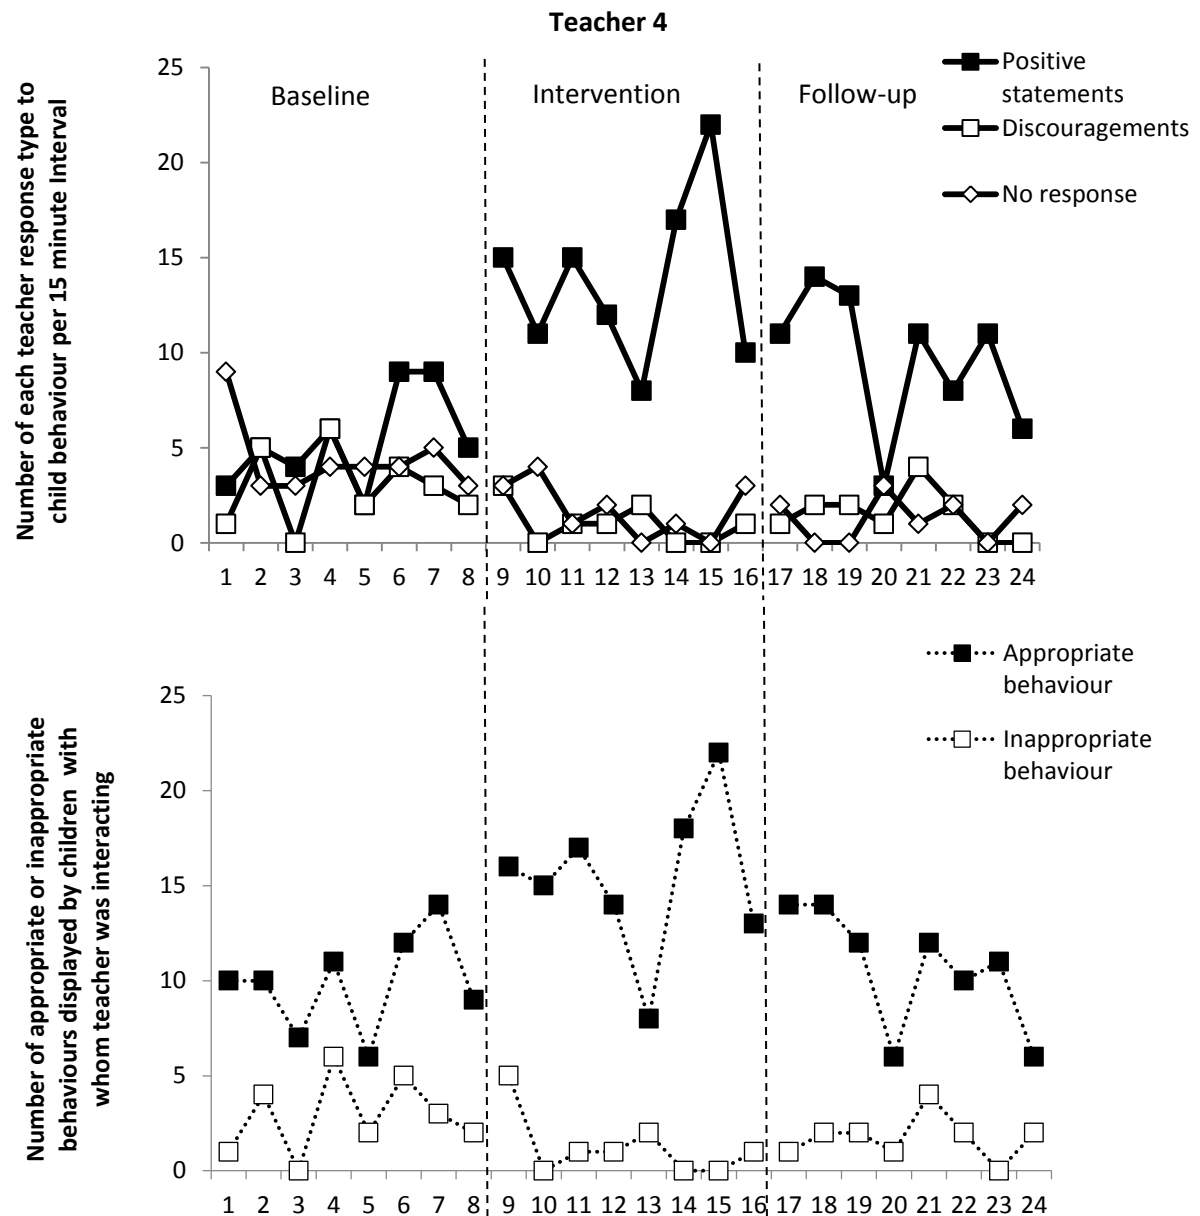 Teacher 4
Number of each teacher response type to
child behaviour per 15 minute Interval
25
20
15
10
5
0
Baseline
Intervention
Follow-up
Positive
statements
Discouragements
No response
1 2 3 4 5 6 7 8 9 10 11 12 13 14 15 16 17 18 19 20 21 22 23 24
Number of appropriate or inappropriate
behaviours displayed by children with
whom teacher was interacting
25
20
15
10
5
0
Appropriate
behaviour
Inappropriate
behaviour
1 2 3 4 5 6 7 8 9 10 11 12 13 14 15 16 17 18 19 20 21 22 23 24